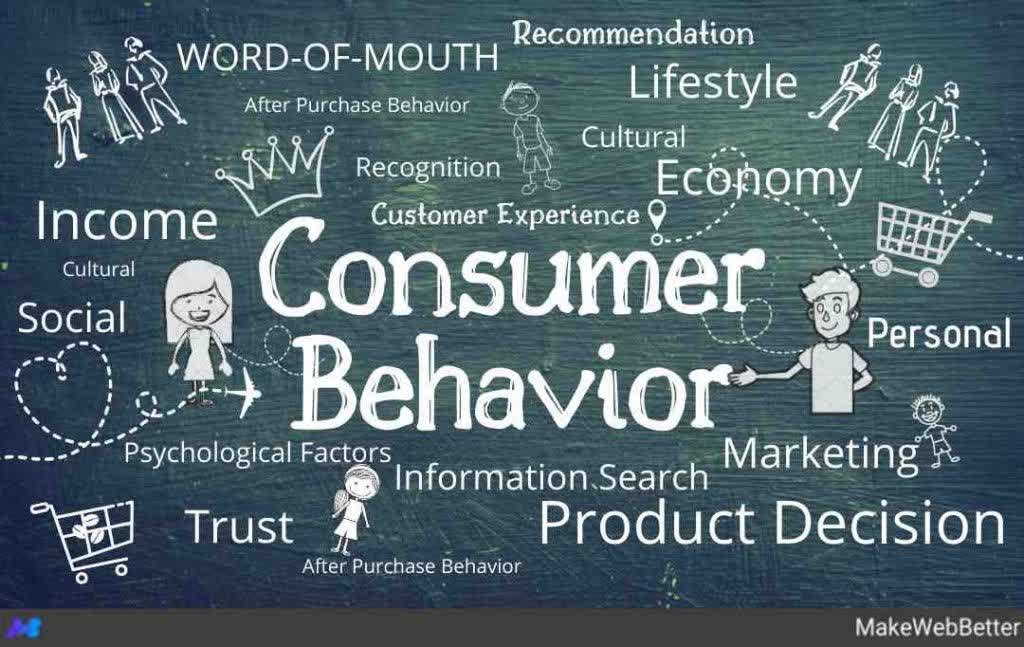 Recommendation
WORD-OF-MOUTH
Lifestyle
After Purchase Behavior
Cultural
Recognition
Economy
Customer Experience
Income
Consumer
Cultural
Social
Personal
Behavior
Psychological Factors
Marketing
Information Search
Trust
Product Decision
After Purchase Behavior
MakeWebBetter